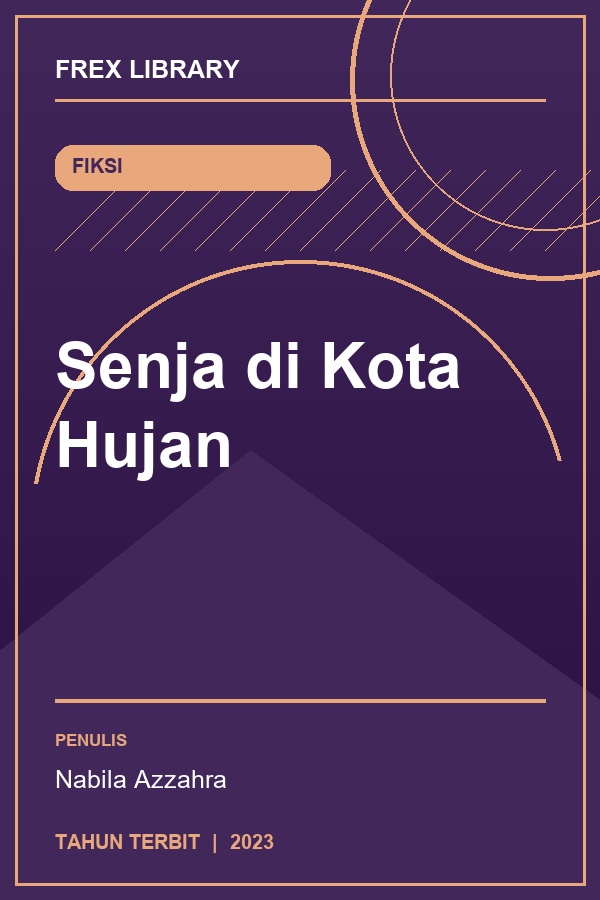 FREX LIBRARY
FIKSI
Senja di Kota
Hujan
PENULIS
Nabila Azzahra
TAHUN TERBIT | 2023